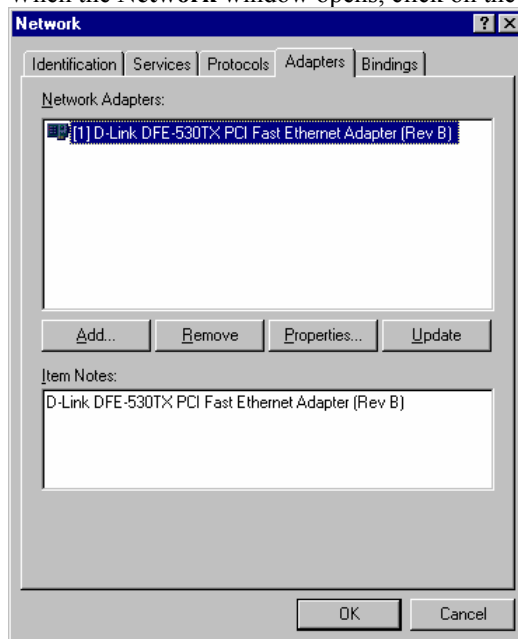 When the Network window opens, click on the
Network
Identification Services Protocols Adapters Bindings
Network Adapters:
[1] D-Link DFE-530TX PCI Fast Ethernet Adapter (Rev B)
Add... Remove Properties... Update
Item Notes:
D-Link DFE-530TX PCI Fast Ethernet Adapter (Rev B)
OK Cancel